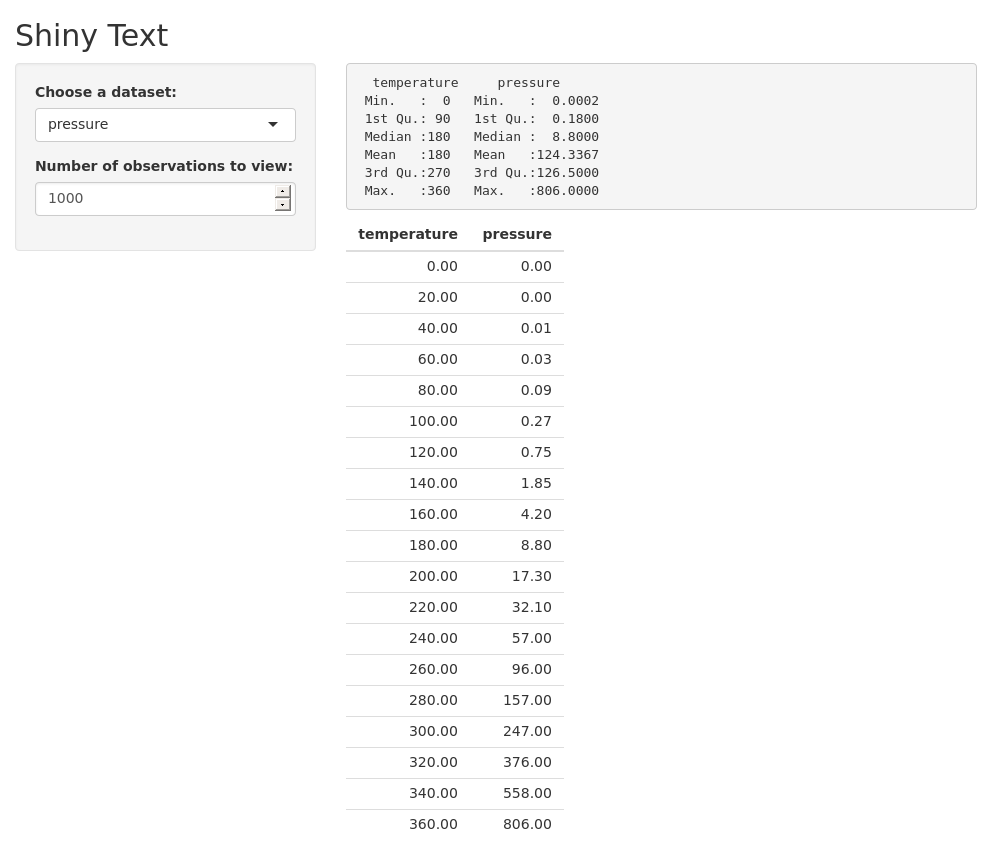 Shiny Text
Choose a dataset:
pressure
Number of observations to view:
1000
temperature pressure
Min. : 0 Min. : 0.0002
1st Qu.: 90 1st Qu.: 0.1800
Median :180 Median : 8.8000
Mean :180 Mean :124.3367
3rd Qu.:270 3rd Qu.:126.5000
Max. :360 Max. :806.0000
temperature pressure
0.00 0.00
20.00 0.00
40.00 0.01
60.00 0.03
80.00 0.09
100.00 0.27
120.00 0.75
140.00 1.85
160.00 4.20
180.00 8.80
200.00 17.30
220.00 32.10
240.00 57.00
260.00 96.00
280.00 157.00
300.00 247.00
320.00 376.00
340.00 558.00
360.00 806.00